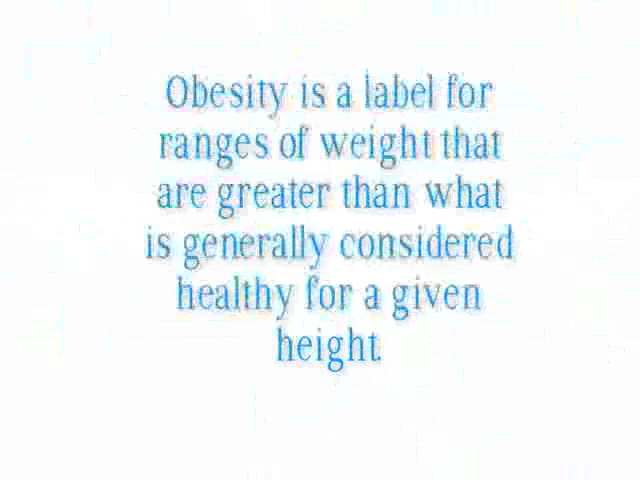 Obesity is a label for
ranges of weight that
are greater than what
is generally considered
healthy for a given
height.